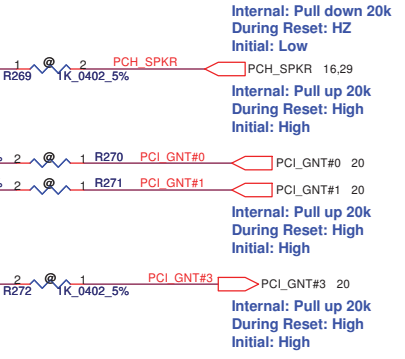 Internal: Pull down 20k
During Reset: HZ
Initial: Low
1 @ 2 PCH_SPKR
PCH_SPKR 16,29
R269 1K_0402_5%
Internal: Pull up 20k
During Reset: High
Initial: High
2 @ 1 R270 PCI_GNT#0
PCI_GNT#0 20
2 @ 1 R271 PCI_GNT#1
PCI_GNT#1 20
Internal: Pull up 20k
During Reset: High
Initial: High
2 @ 1 PCI_GNT#3
PCI_GNT#3 20
R272 1K_0402_5%
Internal: Pull up 20k
During Reset: High
Initial: High